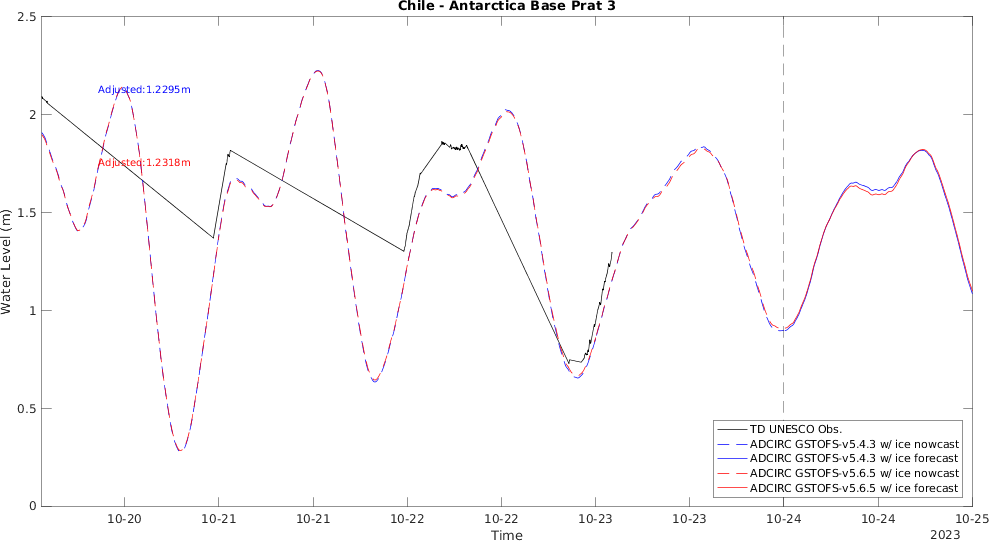 Chile - Antarctica Base Prat 3
2.5
2
1.5
1
0.5
0
Water Level (m)
Adjusted:1.2295m
Adjusted:1.2318m
TD UNESCO Obs.
ADCIRC GSTOFS-v5.4.3 w/ ice nowcast
ADCIRC GSTOFS-v5.4.3 w/ ice forecast
ADCIRC GSTOFS-v5.6.5 w/ ice nowcast
ADCIRC GSTOFS-v5.6.5 w/ ice forecast
10-20 10-21 10-21 10-22 10-22 10-23 10-23 10-24 10-24 10-25
Time
2023